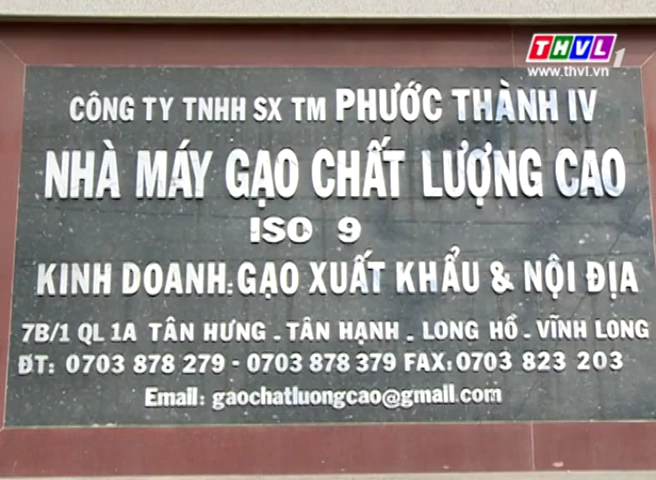 THVL1
www.thvl.vn
CÔNG TY TNHH SX TM PHƯỚC THÀNH IV
NHÀ MÁY GẠO CHẤT LƯỢNG CAO
ISO 9
KINH DOANH: GẠO XUẤT KHẨU & NỘI ĐỊA
7B/1 QL 1A TÂN HƯNG - TÂN HẠNH - LONG HỒ - VĨNH LONG
ĐT: 0703 878 279 - 0703 878 379 FAX: 0703 823 203
Email: gaochatluongcao@gmail.com